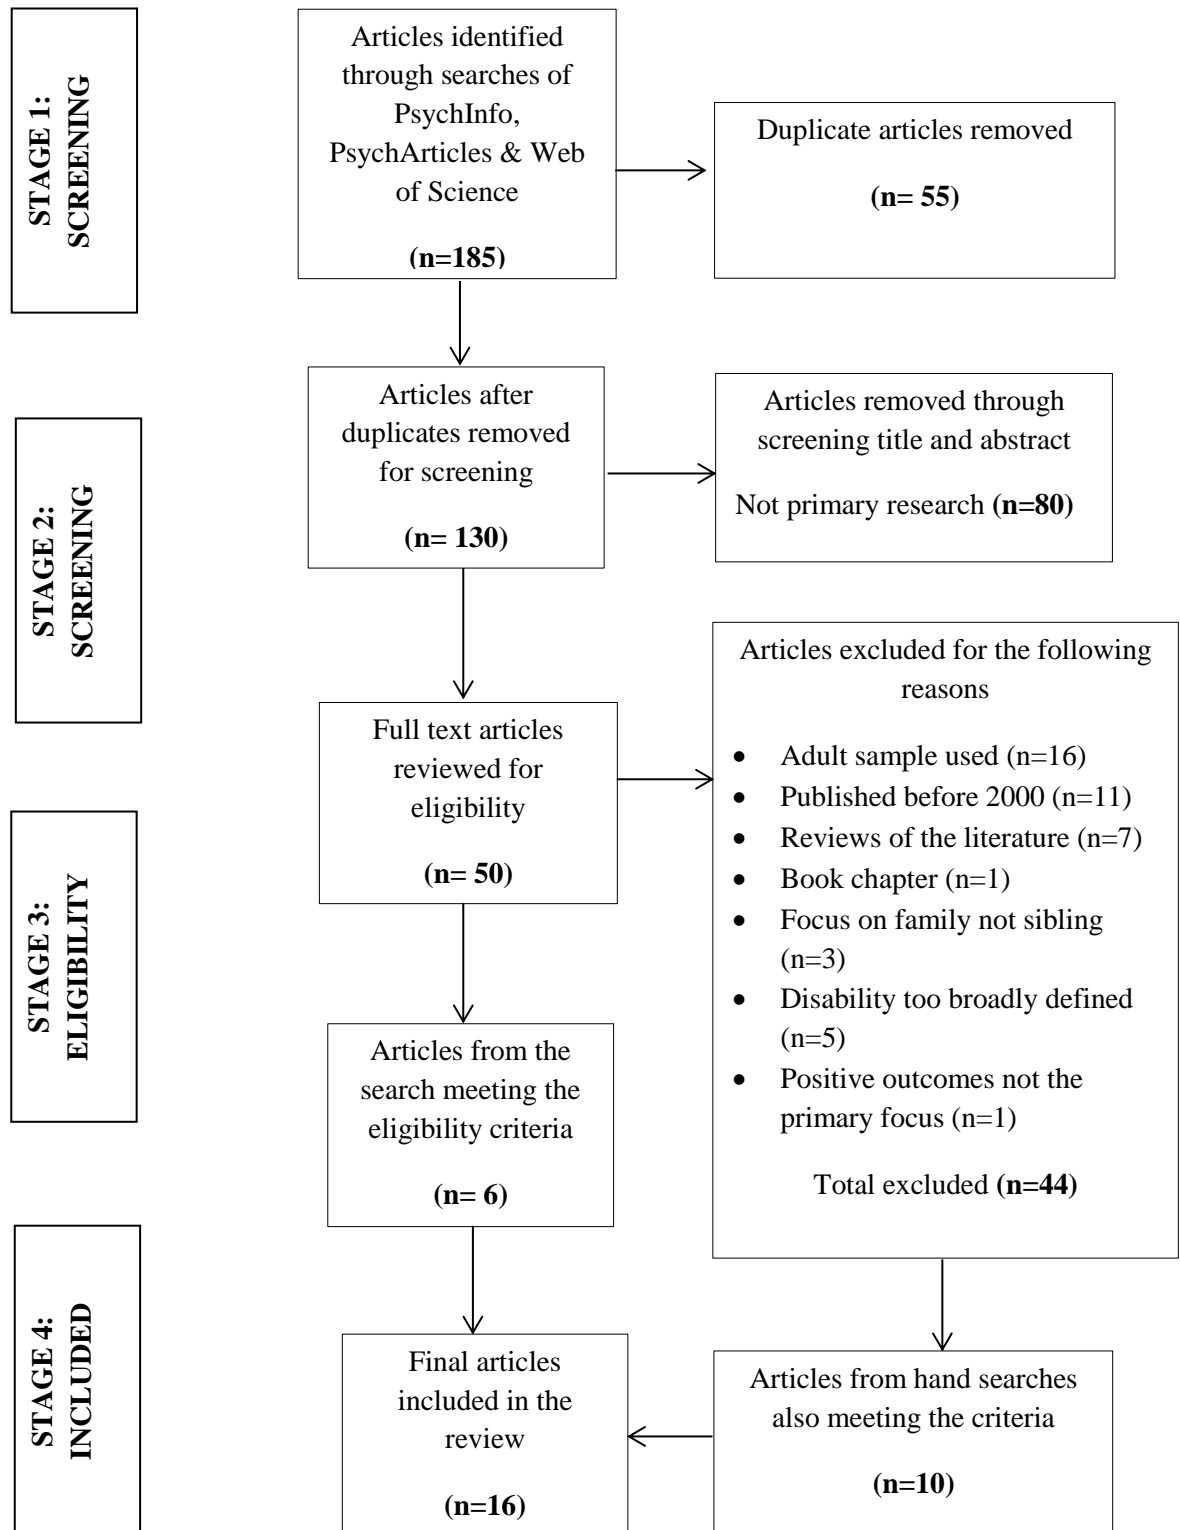 STAGE 1:
SCREENING
Articles identified
through searches of
PsychInfo,
PsychArticles & Web
of Science
(n=185)
Duplicate articles removed
(n= 55)
STAGE 2:
SCREENING
Articles after
duplicates removed
for screening
(n= 130)
Articles removed through
screening title and abstract
Not primary research (n=80)
STAGE 3:
ELIGIBILITY
Full text articles
reviewed for
eligibility
(n= 50)
Articles excluded for the following
reasons
• Adult sample used (n=16)
• Published before 2000 (n=11)
• Reviews of the literature (n=7)
• Book chapter (n=1)
• Focus on family not sibling
(n=3)
• Disability too broadly defined
(n=5)
• Positive outcomes not the
primary focus (n=1)
Total excluded (n=44)
Articles from the
search meeting the
eligibility criteria
(n= 6)
STAGE 4:
INCLUDED
Final articles
included in the
review
(n=16)
Articles from hand searches
also meeting the criteria
(n=10)